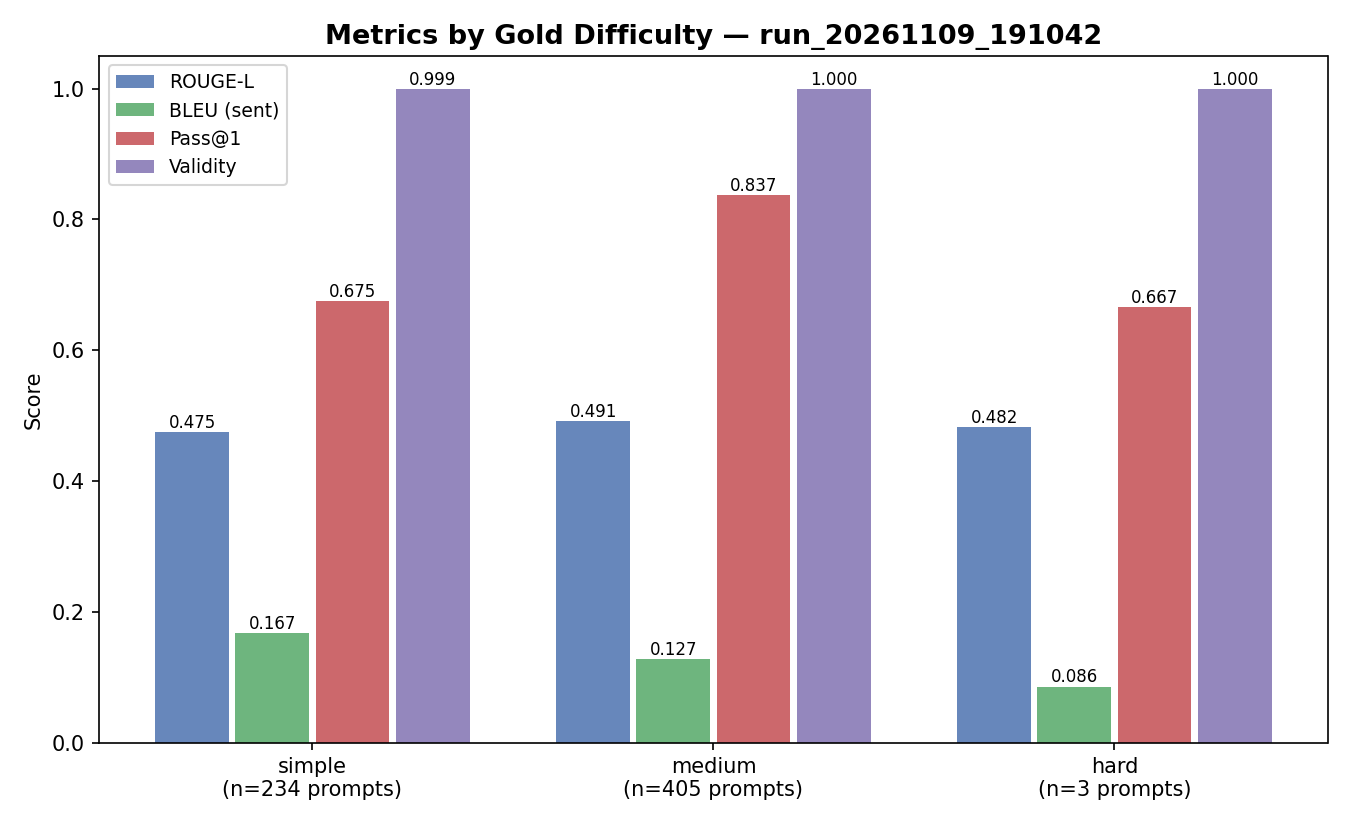 Metrics by Gold Difficulty — run_20261109_191042
ROUGE-L
BLEU (sent)
Pass@1
Validity
Score
1.0
0.8
0.6
0.4
0.2
0.0
0.475
0.167
0.675
0.999
0.491
0.127
0.837
1.000
0.482
0.086
0.667
1.000
simple
(n=234 prompts)
medium
(n=405 prompts)
hard
(n=3 prompts)